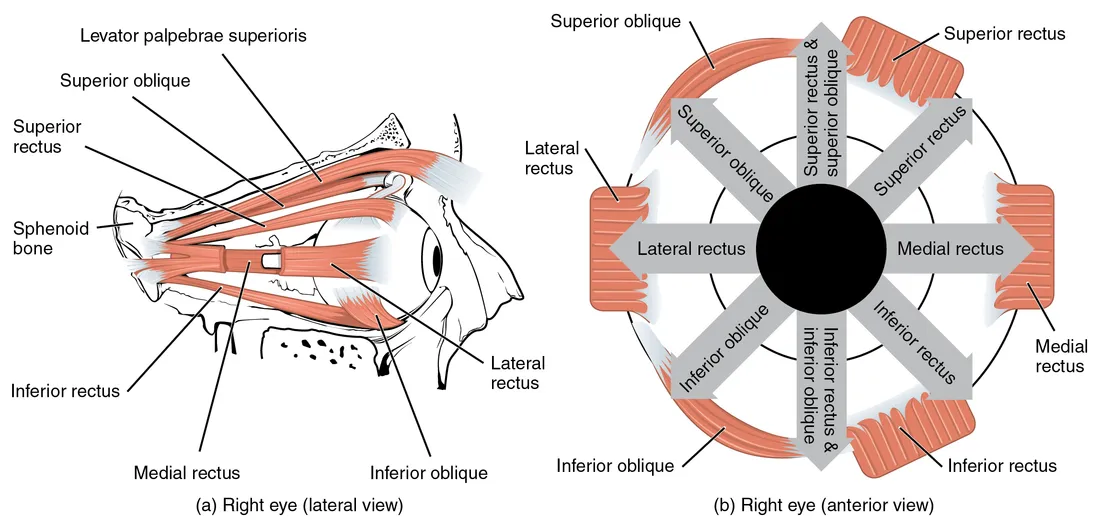 Levator palpebrae superioris
Superior oblique
Superior
rectus
Sphenoid
bone
Inferior rectus
Medial rectus
Inferior oblique
Lateral
rectus
(a) Right eye (lateral view)
Superior oblique
Superior rectus
Lateral
rectus
Superior oblique
Superior rectus &
superior oblique
Superior rectus
Lateral rectus
Medial rectus
Inferior oblique
Inferior rectus &
inferior oblique
Inferior rectus
Medial
rectus
Inferior oblique
Inferior rectus
(b) Right eye (anterior view)